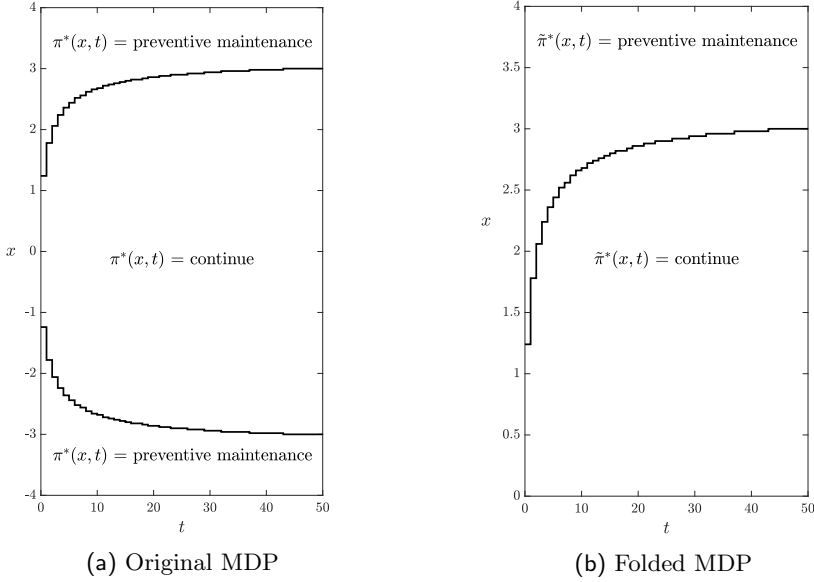 4
3
2
1
0
-1
-2
-3
-4
x
π*(x, t) = preventive maintenance
π*(x, t) = continue
π*(x, t) = preventive maintenance
0 10 20 30 40 50
t
(a) Original MDP
4
3.5
3
2.5
2
1.5
1
0.5
0
x
π̃*(x, t) = preventive maintenance
π̃*(x, t) = continue
0 10 20 30 40 50
t
(b) Folded MDP